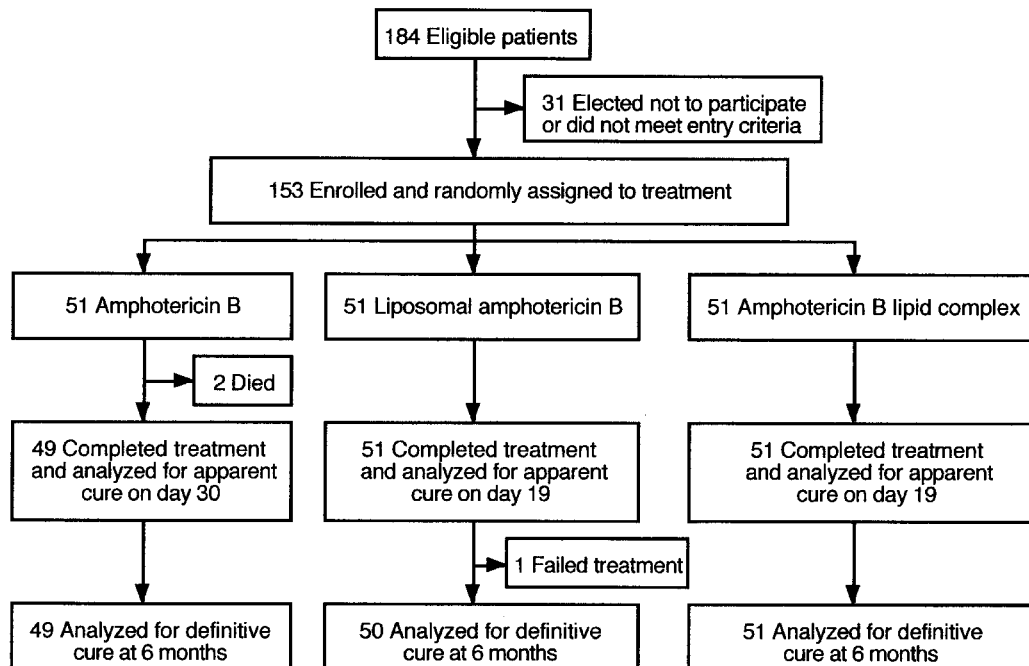 184 Eligible patients
31 Elected not to participate
or did not meet entry criteria
153 Enrolled and randomly assigned to treatment
51 Amphotericin B
51 Liposomal amphotericin B
51 Amphotericin B lipid complex
2 Died
49 Completed treatment
and analyzed for apparent
cure on day 30
51 Completed treatment
and analyzed for apparent
cure on day 19
51 Completed treatment
and analyzed for apparent
cure on day 19
1 Failed treatment
49 Analyzed for definitive
cure at 6 months
50 Analyzed for definitive
cure at 6 months
51 Analyzed for definitive
cure at 6 months